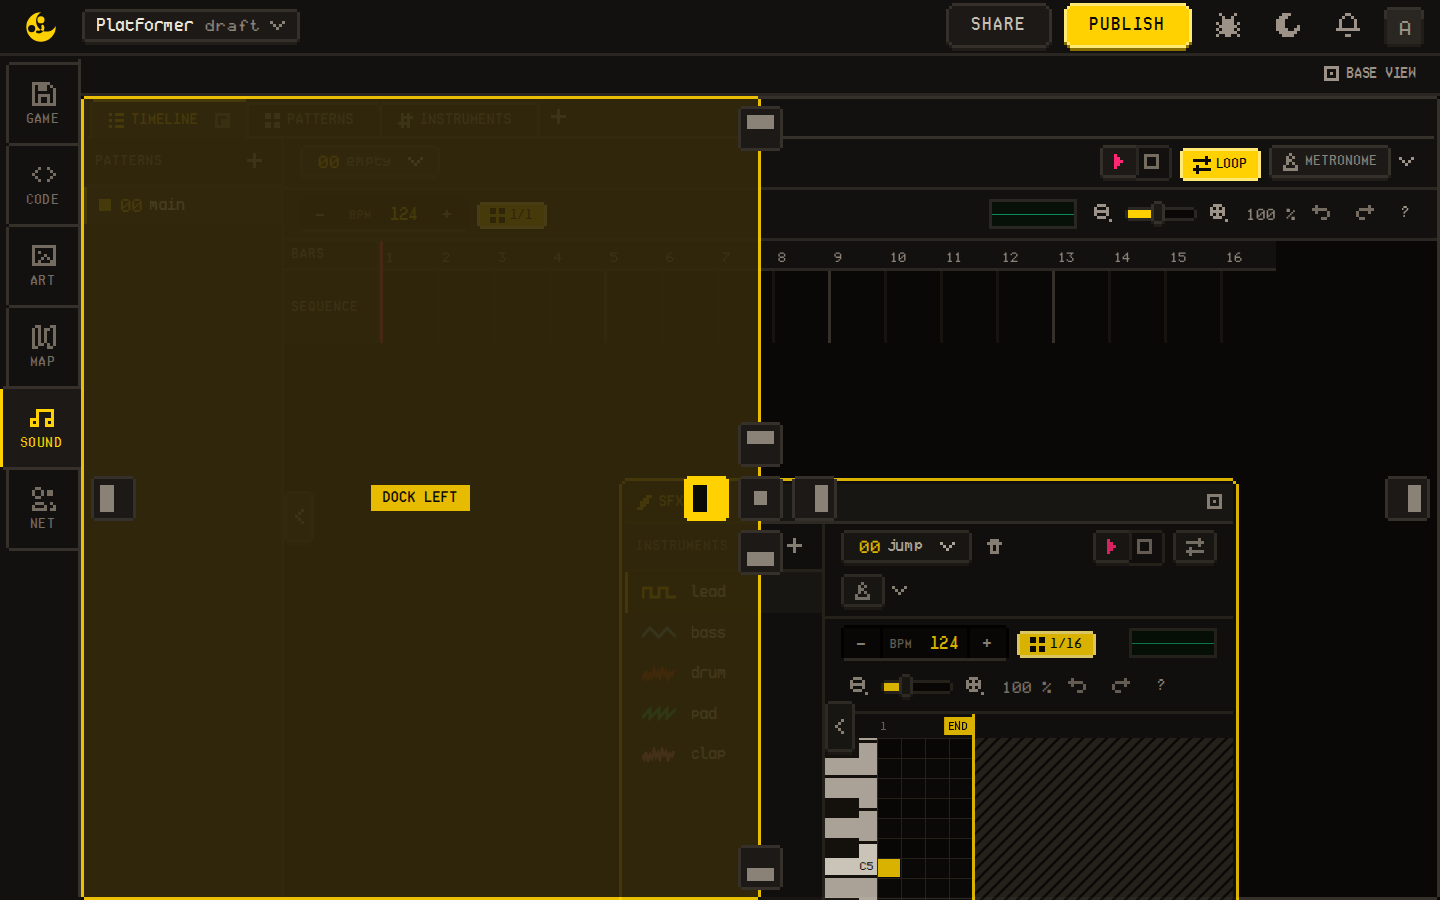 Platformer draft
SHARE
PUBLISH
A
BASE VIEW
GAME
CODE
ART
MAP
SOUND
NET
TIMELINE
PATTERNS
INSTRUMENTS
+
PATTERNS +
00 empty
LOOP
METRONOME
00 main
- BPM 124 +
1/1
100 %
?
BARS 1 2 3 4 5 6 7 8 9 10 11 12 13 14 15 16
SEQUENCE
DOCK LEFT
SFX
INSTRUMENTS +
00 jump
lead
bass
drum
pad
clap
- BPM 124 +
1/16
100 %
?
1 END
C5